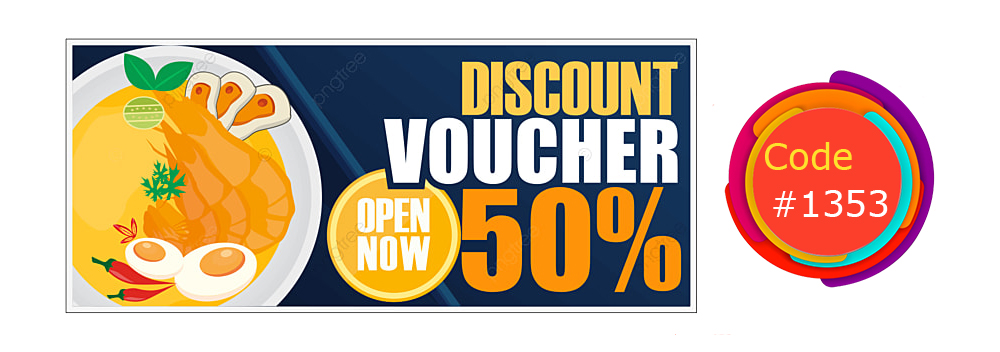 DISCOUNT
VOUCHER
OPEN
NOW
50%
Code
#1353